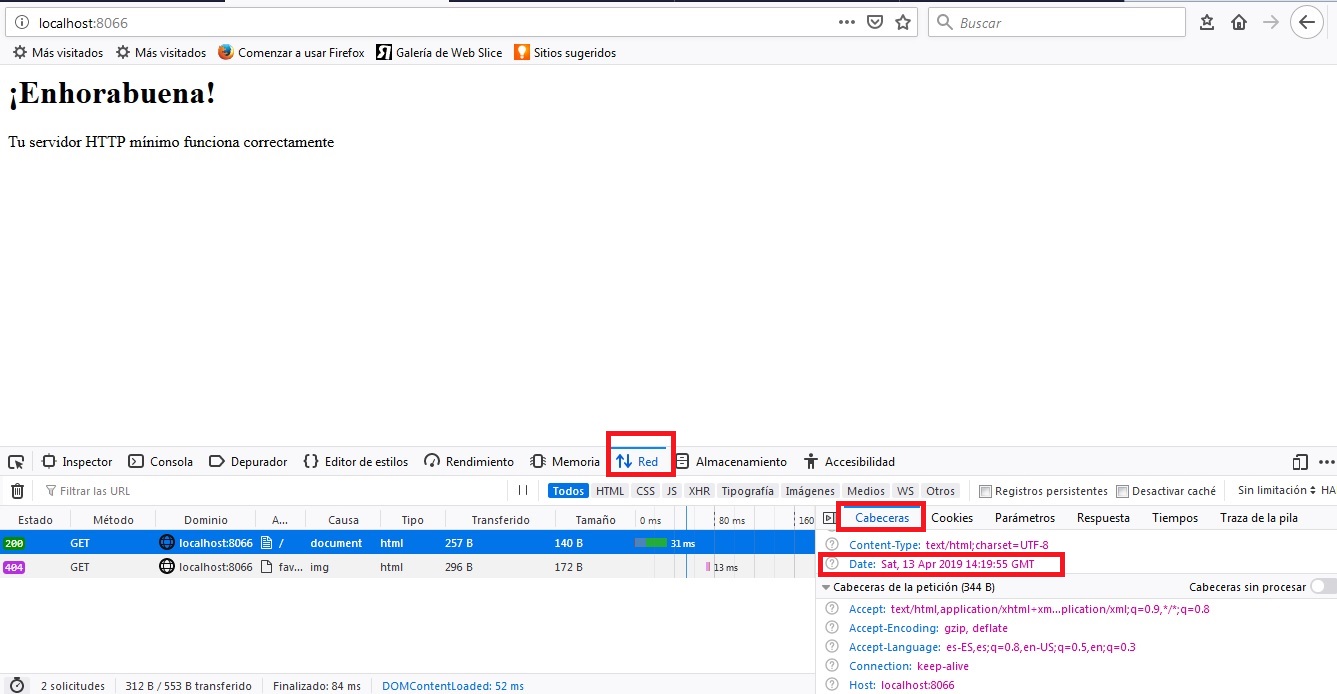 localhost:8066
Buscar
Más visitados Más visitados Comenzar a usar Firefox Galería de Web Slice Sitios sugeridos
¡Enhorabuena!
Tu servidor HTTP mínimo funciona correctamente
Inspector Consola Depurador Editor de estilos Rendimiento Memoria Red Almacenamiento Accesibilidad
Filtrar las URL Todos HTML CSS JS XHR Tipografía Imágenes Medios WS Otros Registros persistentes Desactivar caché Sin limitación HA
Estado Método Dominio A... Causa Tipo Transferido Tamaño 0 ms 80 ms 160
200 GET localhost:8066 / document html 257 B 140 B 31 ms
404 GET localhost:8066 fav... img html 296 B 172 B 13 ms
2 solicitudes 312 B / 553 B transferido Finalizado: 84 ms DOMContentLoaded: 52 ms
Cabeceras Cookies Parámetros Respuesta Tiempos Traza de la pila
Content-Type: text/html;charset=UTF-8
Date: Sat, 13 Apr 2019 14:19:55 GMT
Cabeceras de la petición (344 B) Cabeceras sin procesar
Accept: text/html,application/xhtml+xm...plication/xml;q=0.9,*/*;q=0.8
Accept-Encoding: gzip, deflate
Accept-Language: es-ES,es;q=0.8,en-US;q=0.5,en;q=0.3
Connection: keep-alive
Host: localhost:8066